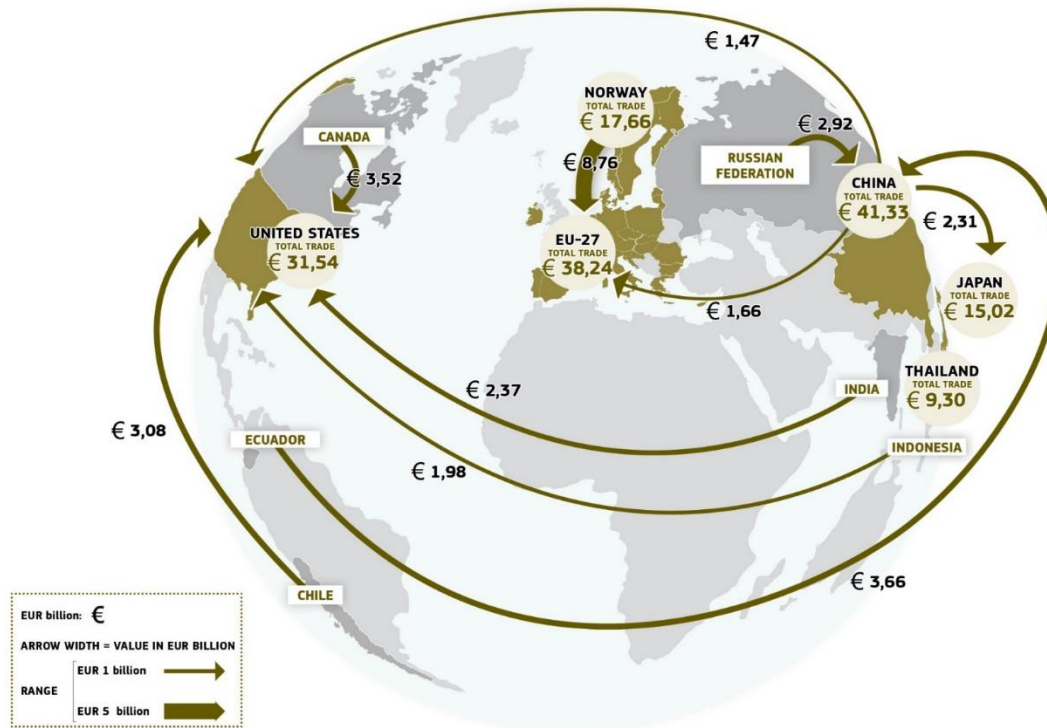 € 1,47
NORWAY
TOTAL TRADE
€ 17,66
CANADA
€ 3,52
€ 8,76
€ 2,92
RUSSIAN
FEDERATION
CHINA
TOTAL TRADE
€ 41,33
€ 2,31
UNITED STATES
TOTAL TRADE
€ 31,54
EU-27
TOTAL TRADE
€ 38,24
JAPAN
TOTAL TRADE
€ 15,02
€ 1,66
THAILAND
TOTAL TRADE
€ 9,30
€ 2,37
INDIA
€ 3,08
ECUADOR
INDONESIA
€ 1,98
€ 3,66
CHILE
EUR billion: €
ARROW WIDTH = VALUE IN EUR BILLION
RANGE
EUR 1 billion
EUR 5 billion